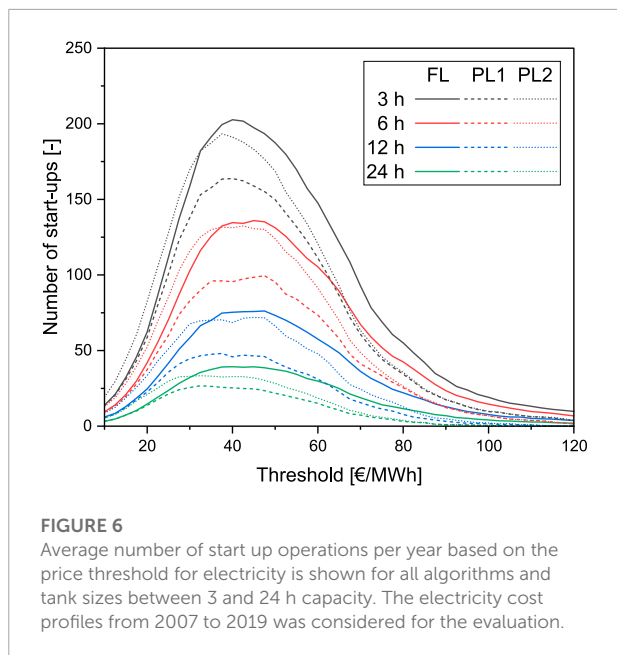 250
200
150
100
50
0
Number of start-ups [-]
FL PL1 PL2
3 h
6 h
12 h
24 h
20 40 60 80 100 120
Threshold [€/MWh]
FIGURE 6
Average number of start up operations per year based on the
price threshold for electricity is shown for all algorithms and
tank sizes between 3 and 24 h capacity. The electricity cost
profiles from 2007 to 2019 was considered for the evaluation.